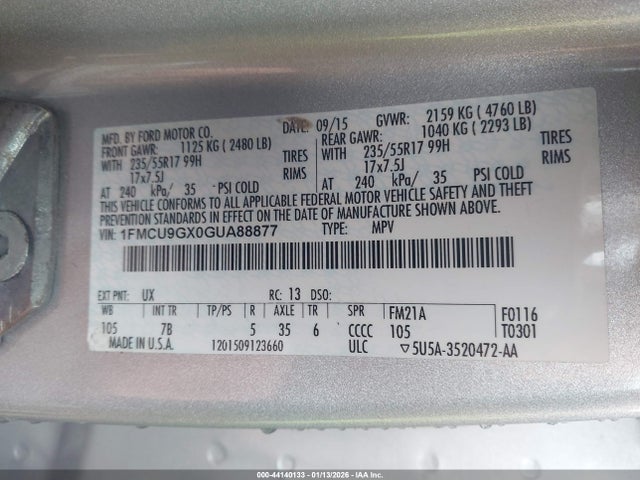 MFD. BY FORD MOTOR CO.
DATE: 09/15 GVWR: 2159 KG ( 4760 LB)
FRONT GAWR: 1125 KG ( 2480 LB) REAR GAWR: 1040 KG ( 2293 LB)
WITH 235/55R17 99H TIRES WITH 235/55R17 99H TIRES
17x7.5J RIMS 17x7.5J RIMS
AT 240 kPa/ 35 PSI COLD AT 240 kPa/ 35 PSI COLD
THIS VEHICLE CONFORMS TO ALL APPLICABLE FEDERAL MOTOR VEHICLE SAFETY AND THEFT
PREVENTION STANDARDS IN EFFECT ON THE DATE OF MANUFACTURE SHOWN ABOVE.
VIN: 1FMCU9GX0GUA88877 TYPE: MPV
EXT PNT: UX RC: 13 DSO:
WB INT TR TP/PS R AXLE TR SPR FM21A F0116
105 7B 5 35 6 CCCC 105 T0301
MADE IN U.S.A. 1201509123660 ULC ▽5U5A-3520472-AA
000-44140133 - 01/13/2026 - © IAA Inc.